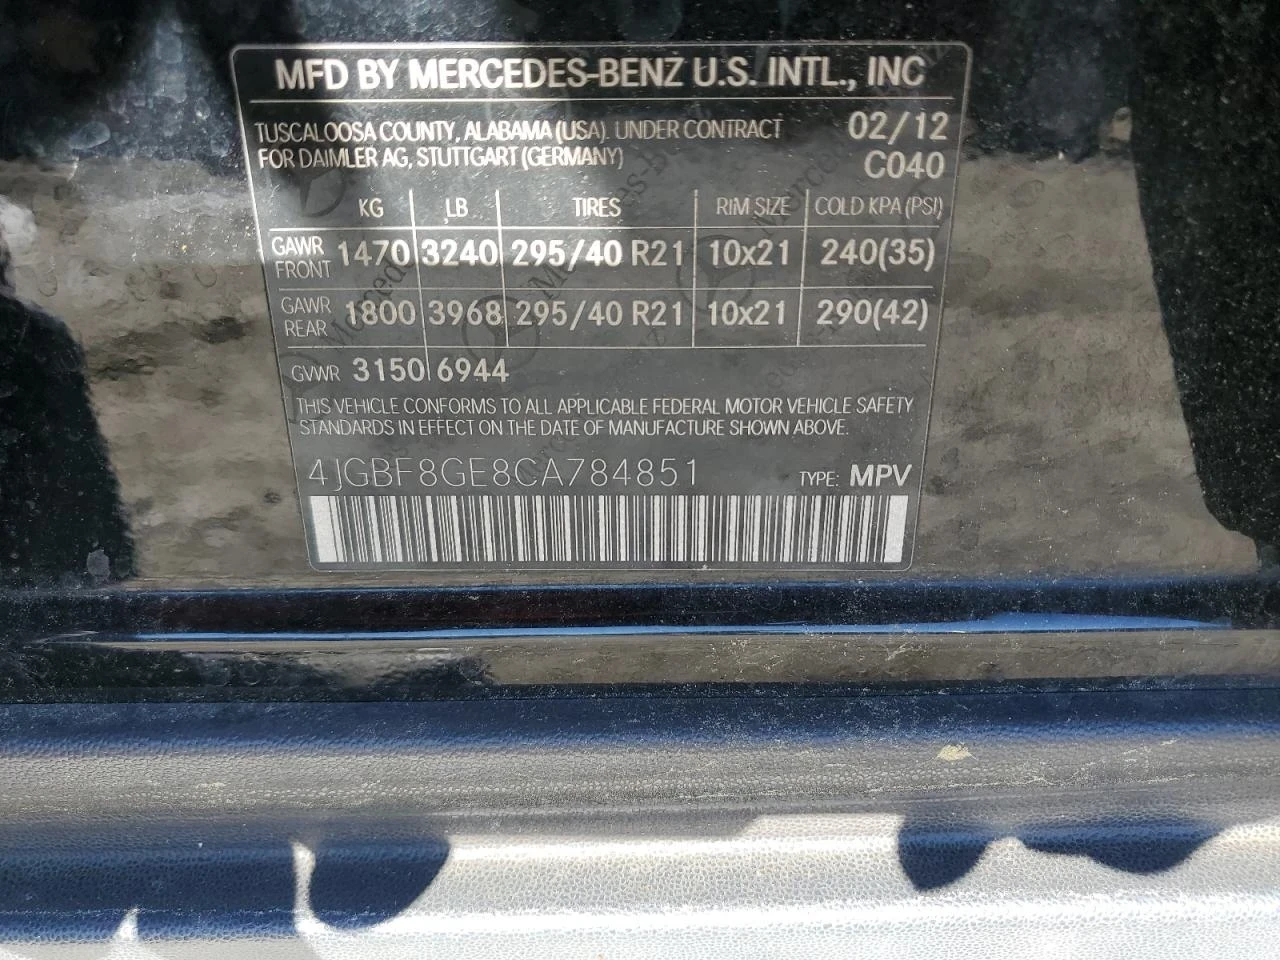 MFD BY MERCEDES-BENZ U.S. INTL., INC
TUSCALOOSA COUNTY, ALABAMA (USA). UNDER CONTRACT 02/12
FOR DAIMLER AG, STUTTGART (GERMANY) C040
KG LB TIRES RIM SIZE COLD KPA (PSI)
GAWR FRONT 1470 3240 295/40 R21 10x21 240(35)
GAWR REAR 1800 3968 295/40 R21 10x21 290(42)
GVWR 3150 6944
THIS VEHICLE CONFORMS TO ALL APPLICABLE FEDERAL MOTOR VEHICLE SAFETY
STANDARDS IN EFFECT ON THE DATE OF MANUFACTURE SHOWN ABOVE.
4JGBF8GE8CA784851 TYPE: MPV